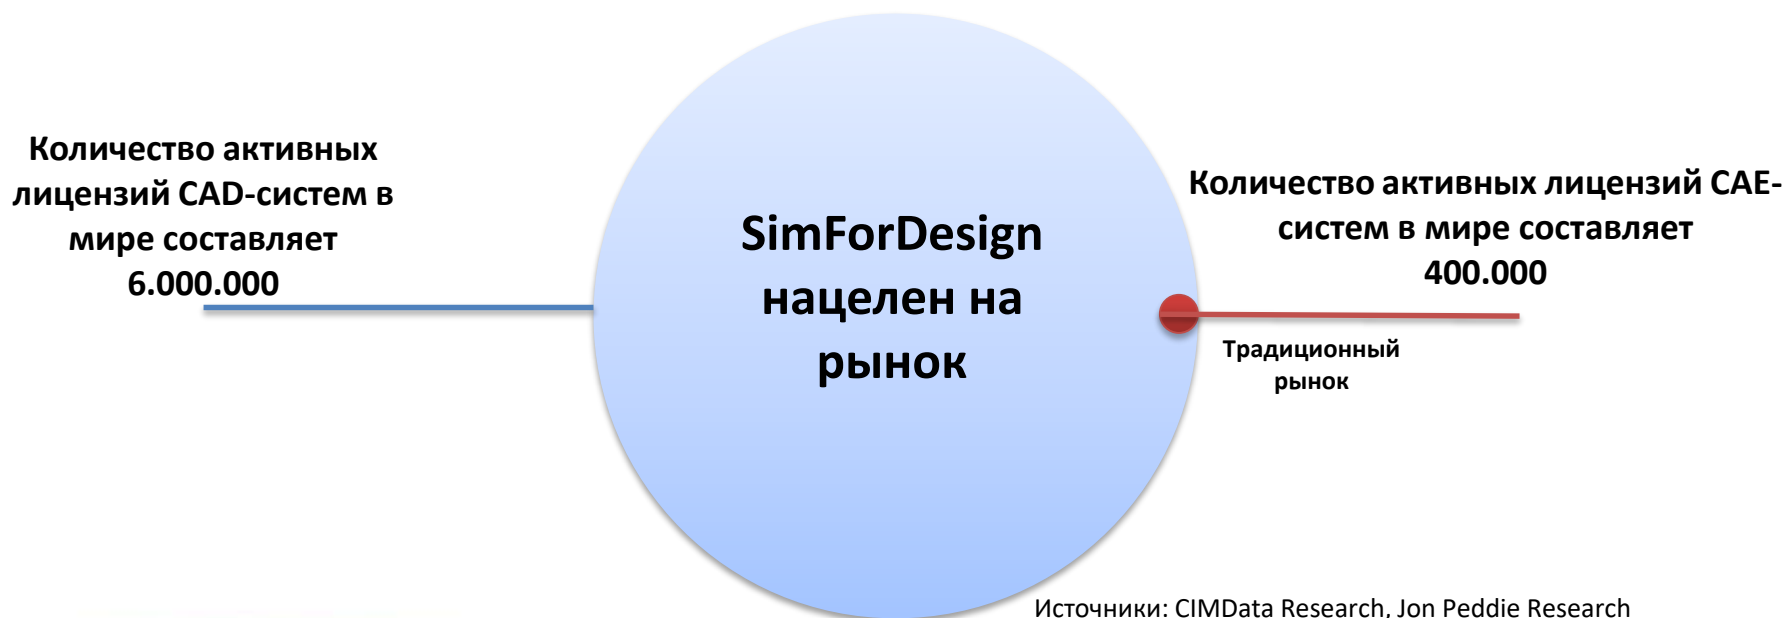 Количество активных
лицензий CAD-систем в
мире составляет
6.000.000
SimForDesign
нацелен на
рынок
Количество активных лицензий CAE-
систем в мире составляет
400.000
Традиционный
рынок
Источники: CIMData Research, Jon Peddie Research